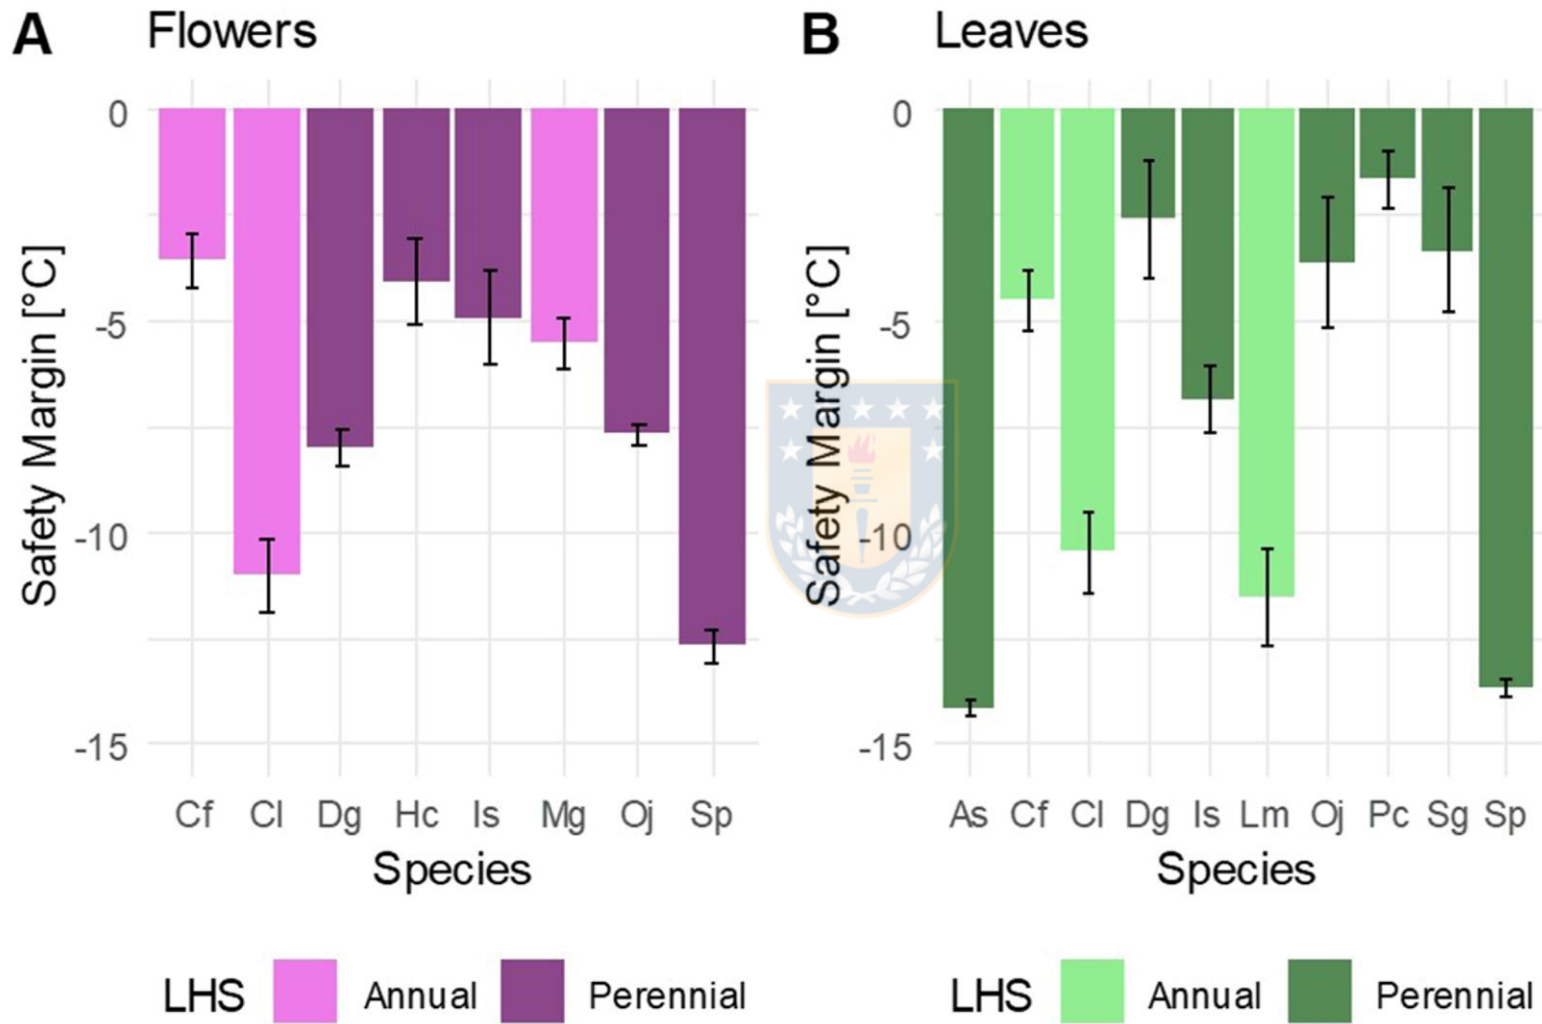 A Flowers
0
-5
-10
-15
Safety Margin [°C]
Cf Cl Dg Hc Is Mg Oj Sp
Species
LHS Annual Perennial
B Leaves
0
-5
-10
-15
Safety Margin [°C]
As Cf Cl Dg Is Lm Oj Pc Sg Sp
Species
LHS Annual Perennial